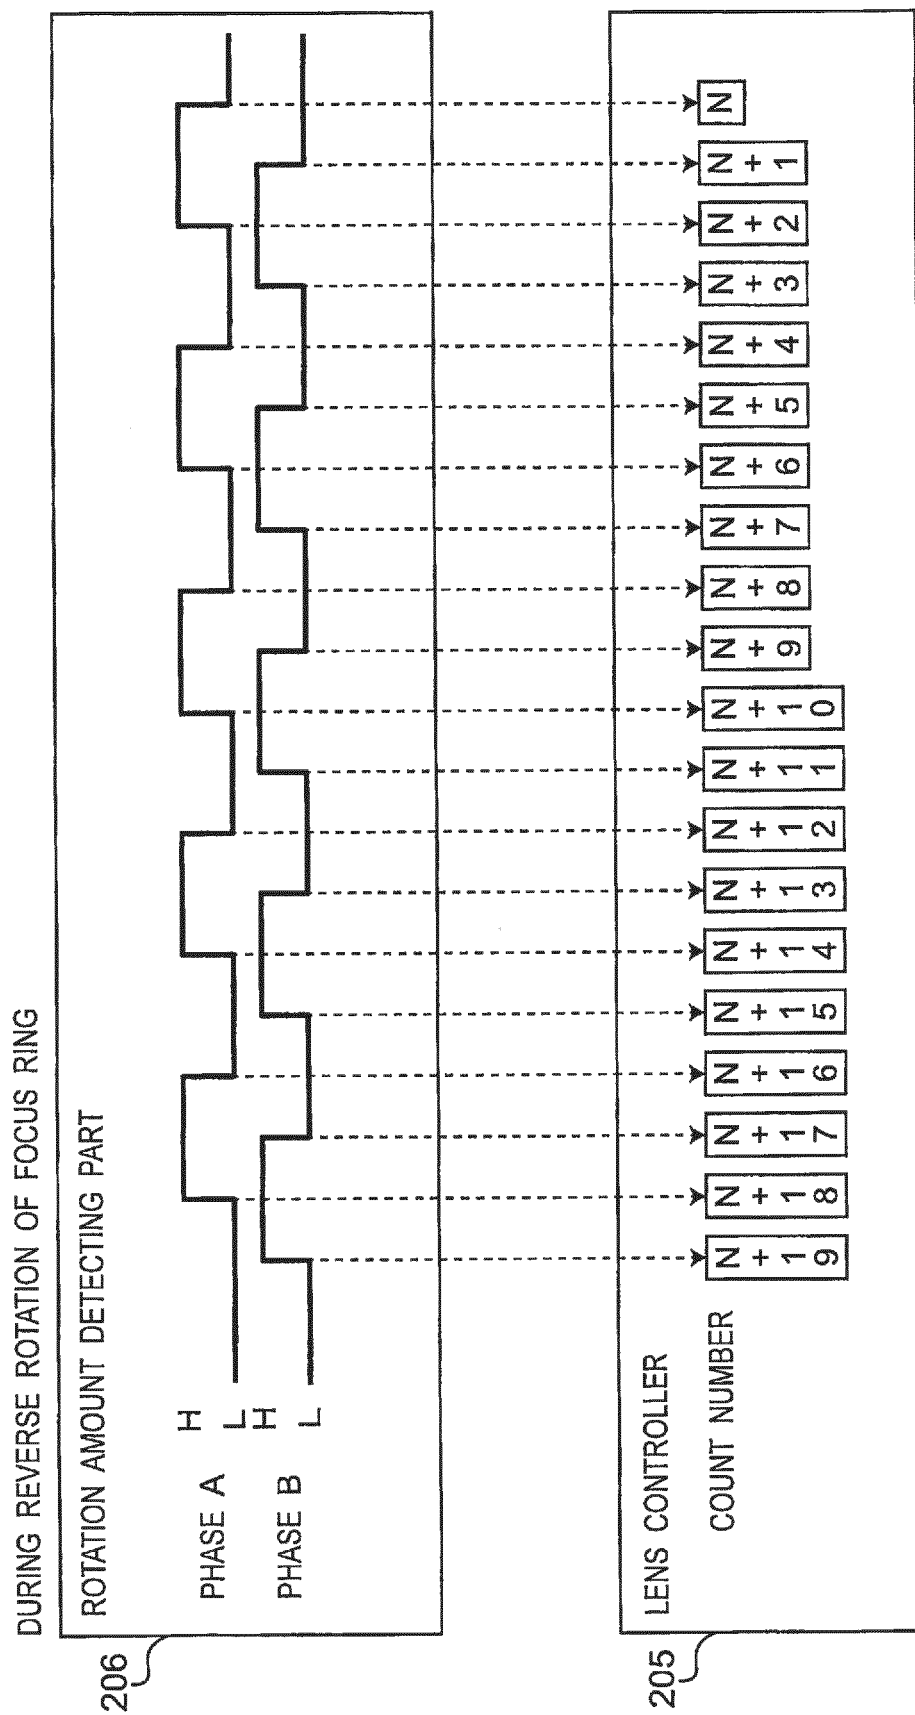 DURING REVERSE ROTATION OF FOCUS RING
206
ROTATION AMOUNT DETECTING PART
PHASE A
H
L
PHASE B
H
L
205
LENS CONTROLLER
COUNT NUMBER
N+19
N+18
N+17
N+16
N+15
N+14
N+13
N+12
N+11
N+10
N+9
N+8
N+7
N+6
N+5
N+4
N+3
N+2
N+1
N